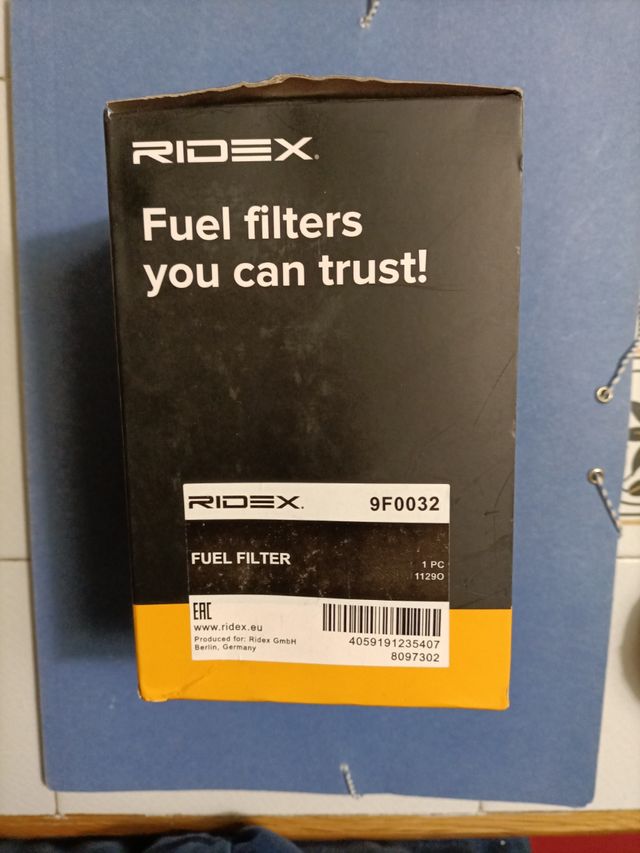 RIDEX®
Fuel filters
you can trust!
RIDEX. 9F0032
FUEL FILTER
1 PC
1129O
EAC
www.ridex.eu
Produced for: Ridex GmbH
Berlin, Germany
4059191235407
8097302